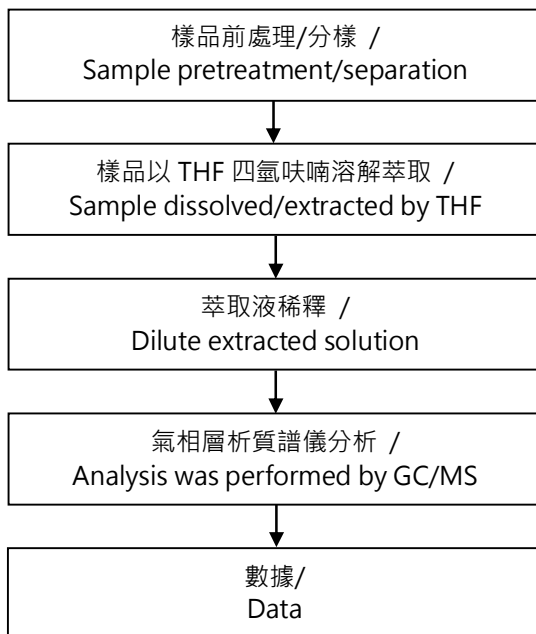 樣品前處理/分樣 /
Sample pretreatment/separation
樣品以 THF 四氫呋喃溶解萃取 /
Sample dissolved/extracted by THF
萃取液稀釋 /
Dilute extracted solution
氣相層析質譜儀分析 /
Analysis was performed by GC/MS
數據/
Data